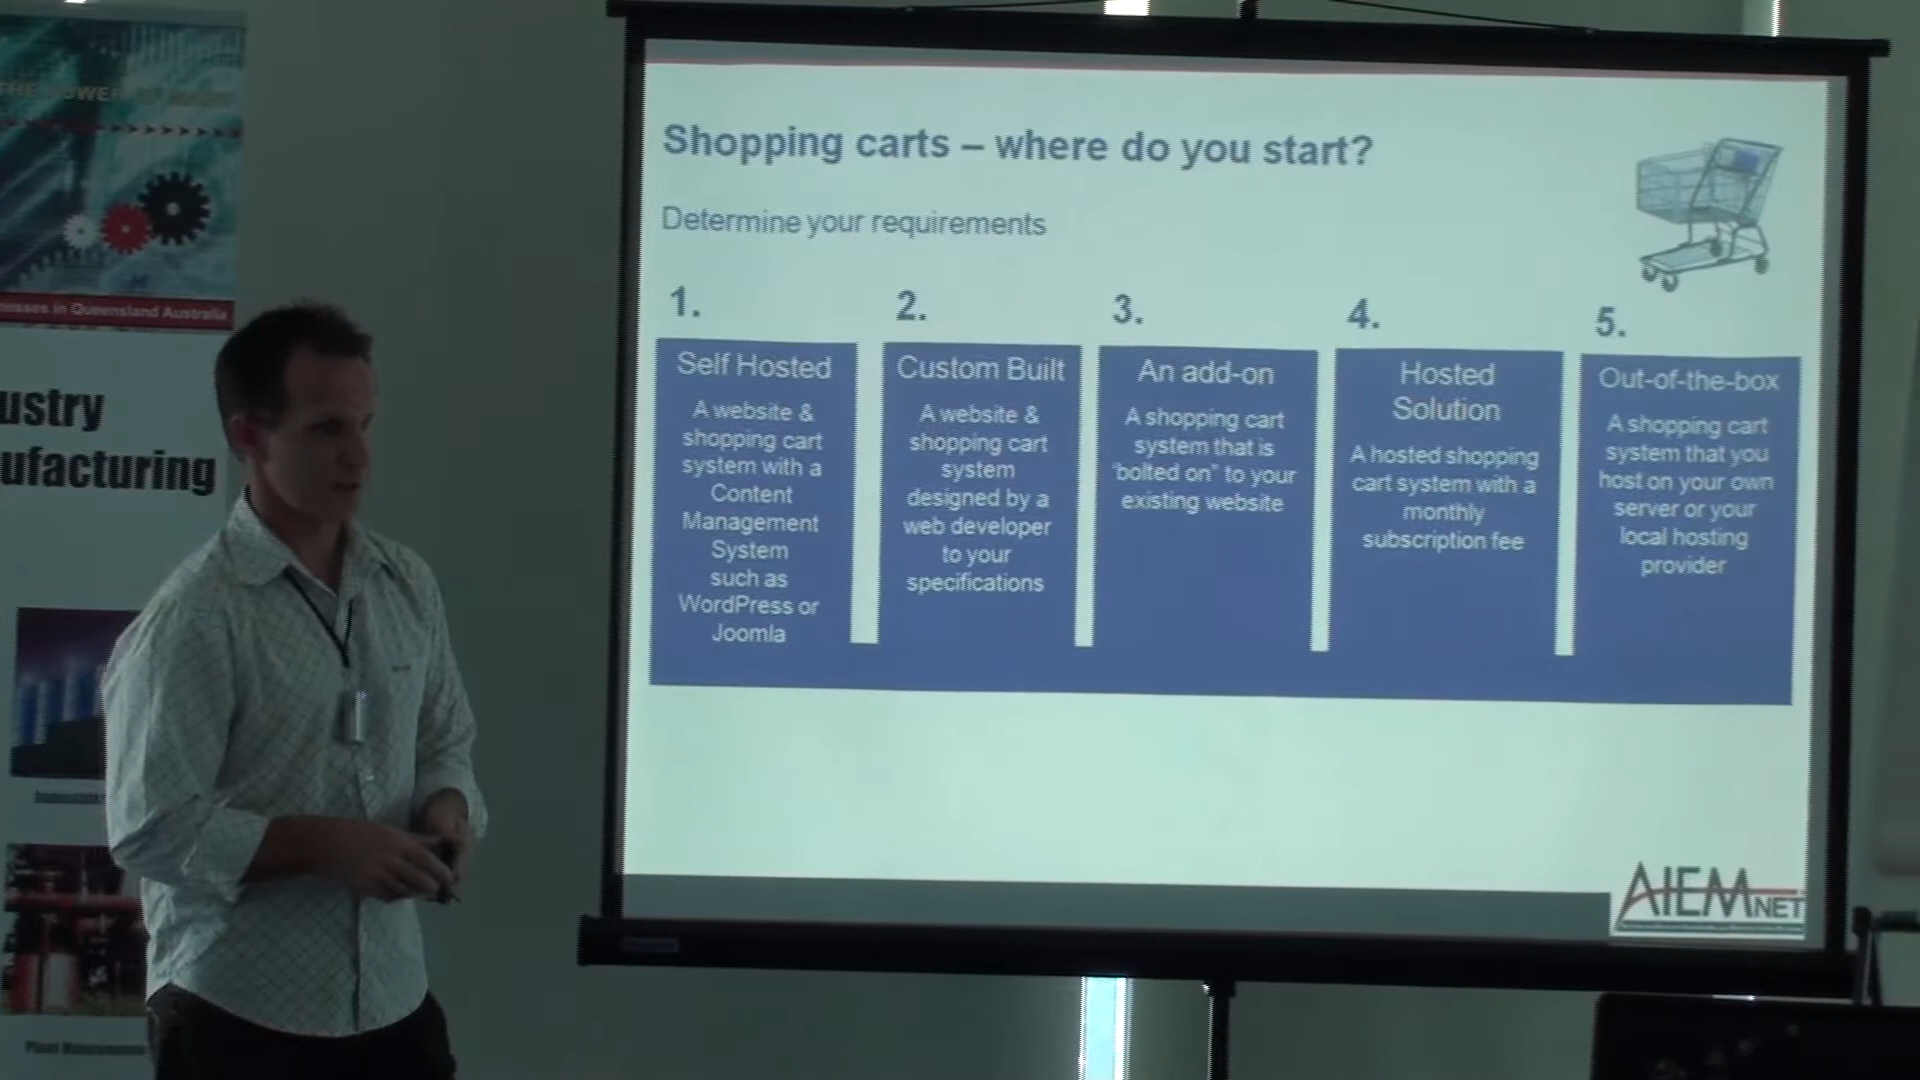 THE POWER
nesses in Queensland Australia
ustry
ufacturing
Shopping carts – where do you start?
Determine your requirements
1.
Self Hosted
A website &
shopping cart
system with a
Content
Management
System
such as
WordPress or
Joomla
2.
Custom Built
A website &
shopping cart
system
designed by a
web developer
to your
specifications
3.
An add-on
A shopping cart
system that is
"bolted on" to your
existing website
4.
Hosted
Solution
A hosted shopping
cart system with a
monthly
subscription fee
5.
Out-of-the-box
A shopping cart
system that you
host on your own
server or your
local hosting
provider
AIEMNET